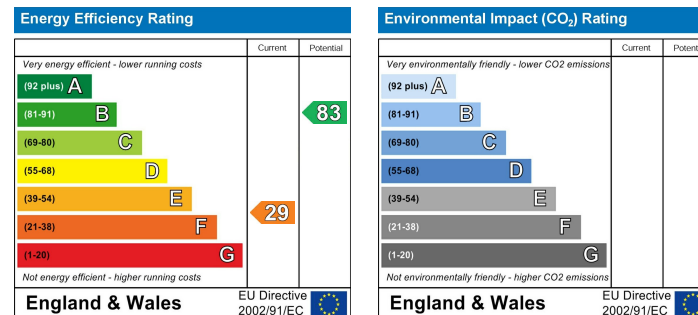 Energy Efficiency Rating
Current Potential
Very energy efficient - lower running costs
(92 plus) A
(81-91) B
83
(69-80) C
(55-68) D
(39-54) E
29
(21-38) F
(1-20) G
Not energy efficient - higher running costs
England & Wales
EU Directive
2002/91/EC
Environmental Impact (CO₂) Rating
Current Potent
Very environmentally friendly - lower CO2 emissions
(92 plus) A
(81-91) B
(69-80) C
(55-68) D
(39-54) E
(21-38) F
(1-20) G
Not environmentally friendly - higher CO2 emissions
England & Wales
EU Directive
2002/91/EC